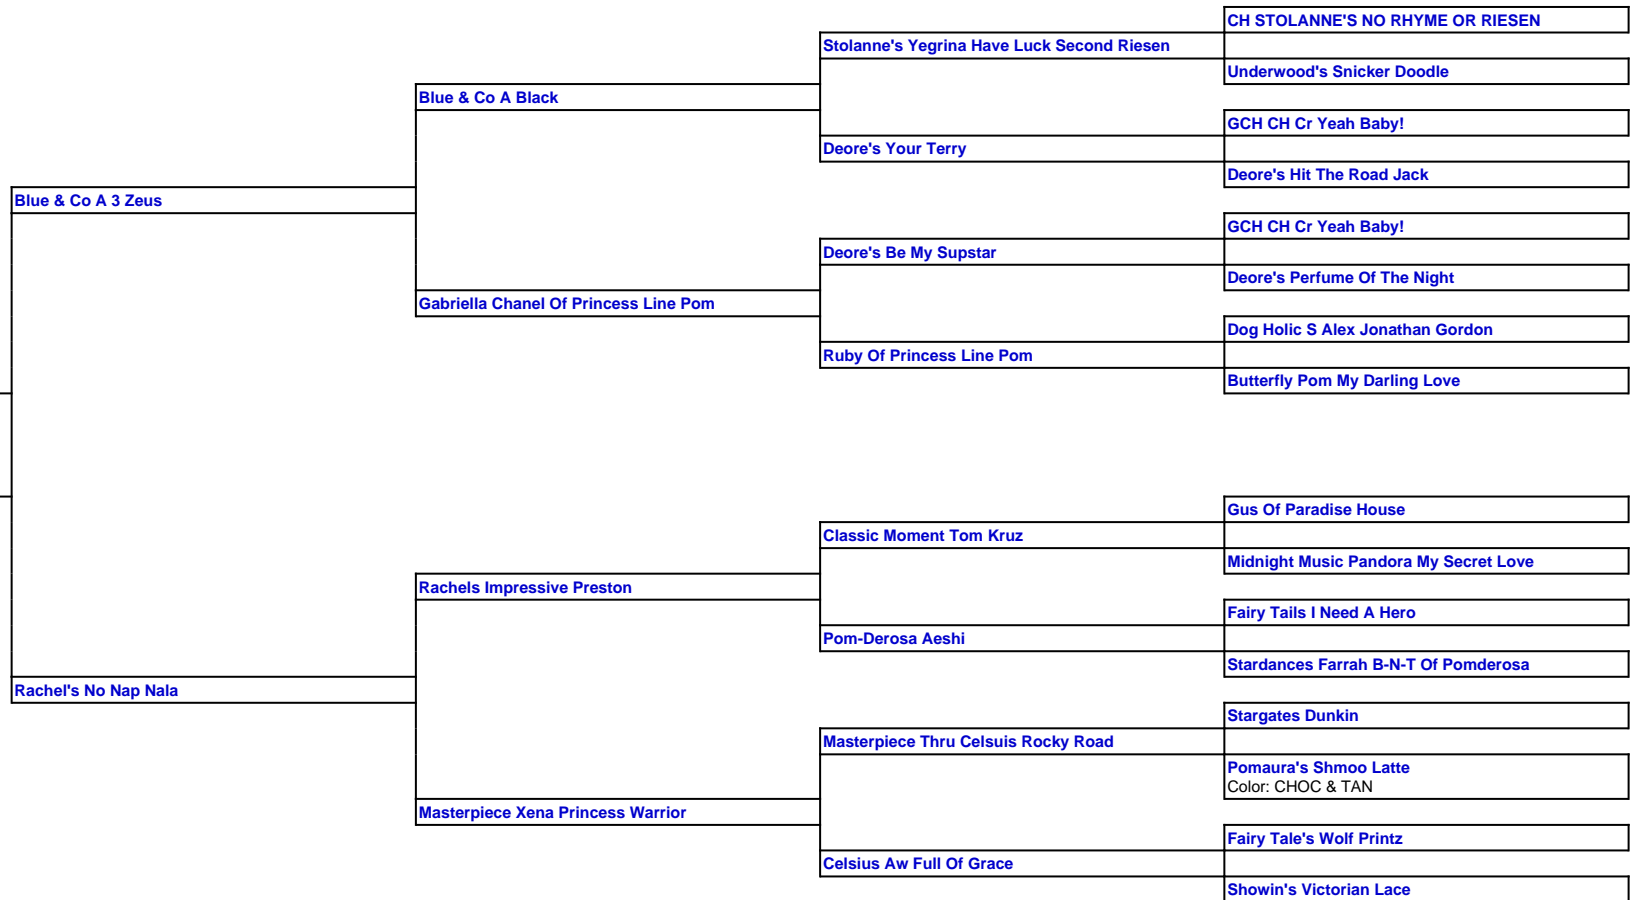 CH STOLANNE'S NO RHYME OR RIESEN
Stolanne's Yegrina Have Luck Second Riesen
Underwood's Snicker Doodle
Blue & Co A Black
GCH CH Cr Yeah Baby!
Deore's Your Terry
Deore's Hit The Road Jack
Blue & Co A 3 Zeus
GCH CH Cr Yeah Baby!
Deore's Be My Supstar
Deore's Perfume Of The Night
Gabriella Chanel Of Princess Line Pom
Dog Holic S Alex Jonathan Gordon
Ruby Of Princess Line Pom
Butterfly Pom My Darling Love
Gus Of Paradise House
Classic Moment Tom Kruz
Midnight Music Pandora My Secret Love
Rachels Impressive Preston
Fairy Tails I Need A Hero
Pom-Derosa Aeshi
Stardances Farrah B-N-T Of Pomderosa
Rachel's No Nap Nala
Stargates Dunkin
Masterpiece Thru Celsuis Rocky Road
Pomaura's Shmoo Latte
Color: CHOC & TAN
Masterpiece Xena Princess Warrior
Fairy Tale's Wolf Printz
Celsius Aw Full Of Grace
Showin's Victorian Lace